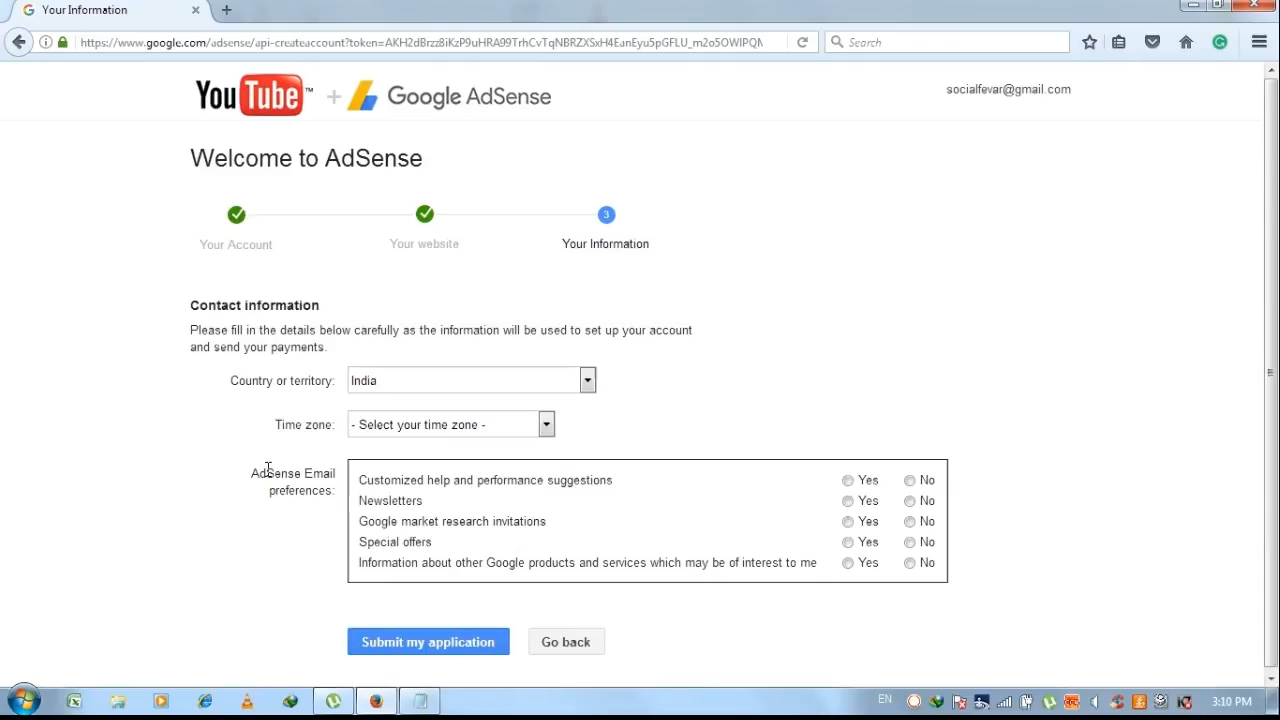 Your Information
https://www.google.com/adsense/api-createaccount?token=AKH2dBrzz8iKzP9uHRA99TrhCvTqNBRZXSxH4EanEyu5pGFLU_m2o5OWIPQN
Search
YouTube™ + Google AdSense
socialfevar@gmail.com
Welcome to AdSense
3
Your Account Your website Your Information
Contact information
Please fill in the details below carefully as the information will be used to set up your account
and send your payments.
Country or territory: India
Time zone: - Select your time zone -
AdSense Email
preferences:
Customized help and performance suggestions Yes No
Newsletters Yes No
Google market research invitations Yes No
Special offers Yes No
Information about other Google products and services which may be of interest to me Yes No
Submit my application Go back
EN 3:10 PM